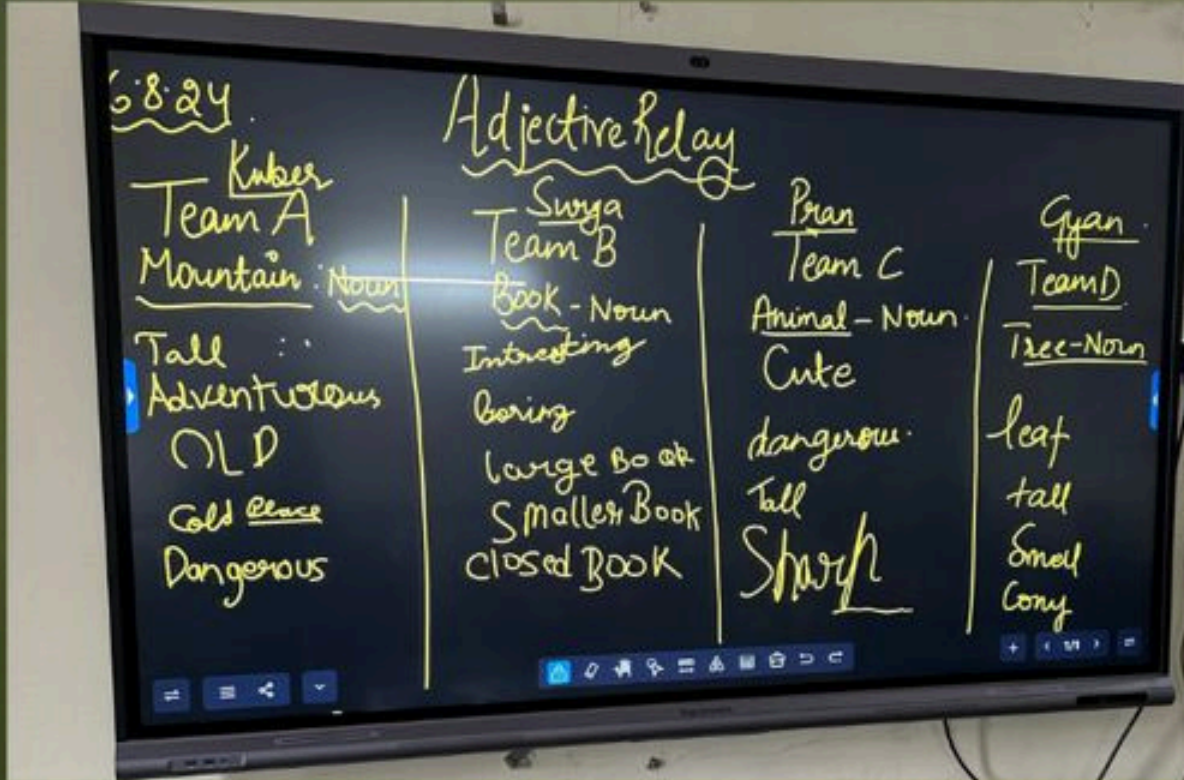 6.8.24
Adjective Relay
Kuber
Team A
Mountain : Noun
Tall
Adventurous
OLD
Cold Place
Dangerous
Surya
Team B
Book - Noun
Intresting
boring
large Book
Smaller Book
Closed Book
Pran
Team C
Animal - Noun.
Cute
dangerous.
Tall
Sharp
Gyan
Team D
Tree-Noun
leaf
tall
Small
Cony
1/1